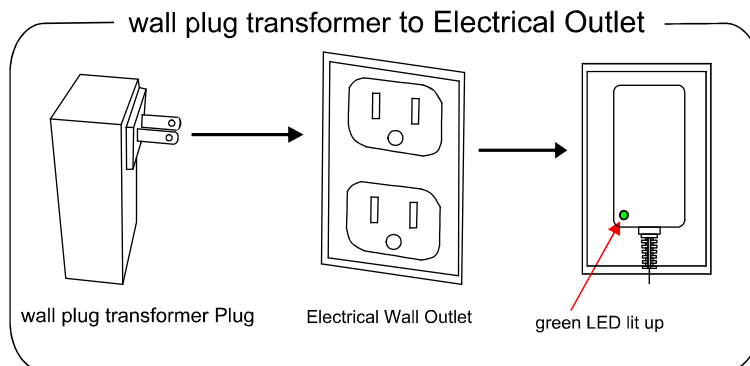 wall plug transformer to Electrical Outlet
wall plug transformer Plug
Electrical Wall Outlet
green LED lit up